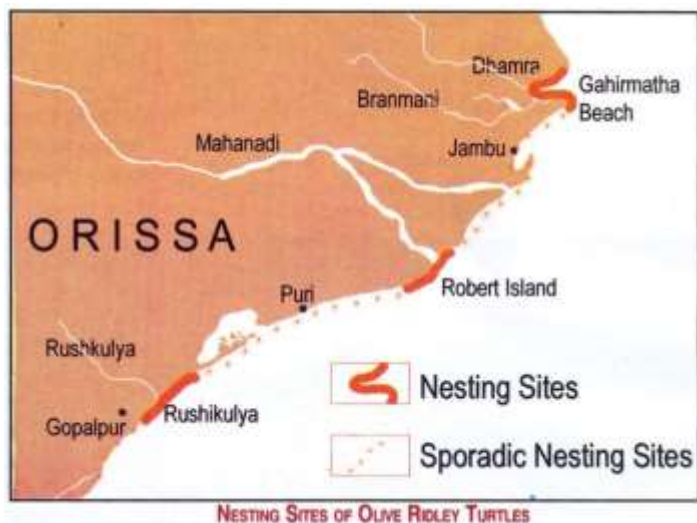 Dhamra
Gahirmatha
Beach
Branmani
Mahanadi
Jambu
ORISSA
Robert Island
Puri
Rushkulya
Nesting Sites
Gopalpur
Rushikulya
Sporadic Nesting Sites
NESTING SITES OF OLIVE RIDLEY TURTLES